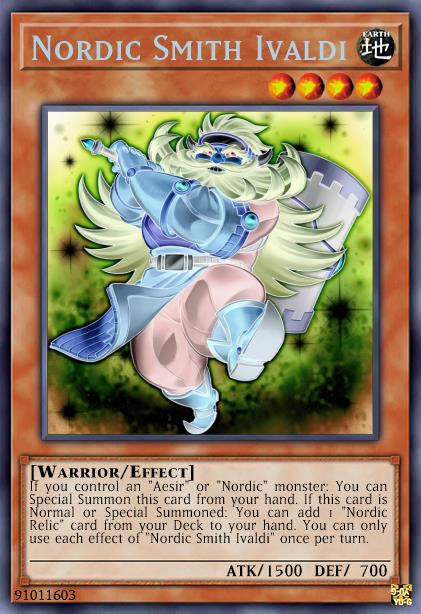 Nordic Smith Ivaldi
EARTH
地
[Warrior/Effect]
If you control an "Aesir" or "Nordic" monster: You can
Special Summon this card from your hand. If this card is
Normal or Special Summoned: You can add 1 "Nordic
Relic" card from your Deck to your hand. You can only
use each effect of "Nordic Smith Ivaldi" once per turn.
ATK/1500 DEF/ 700
91011603